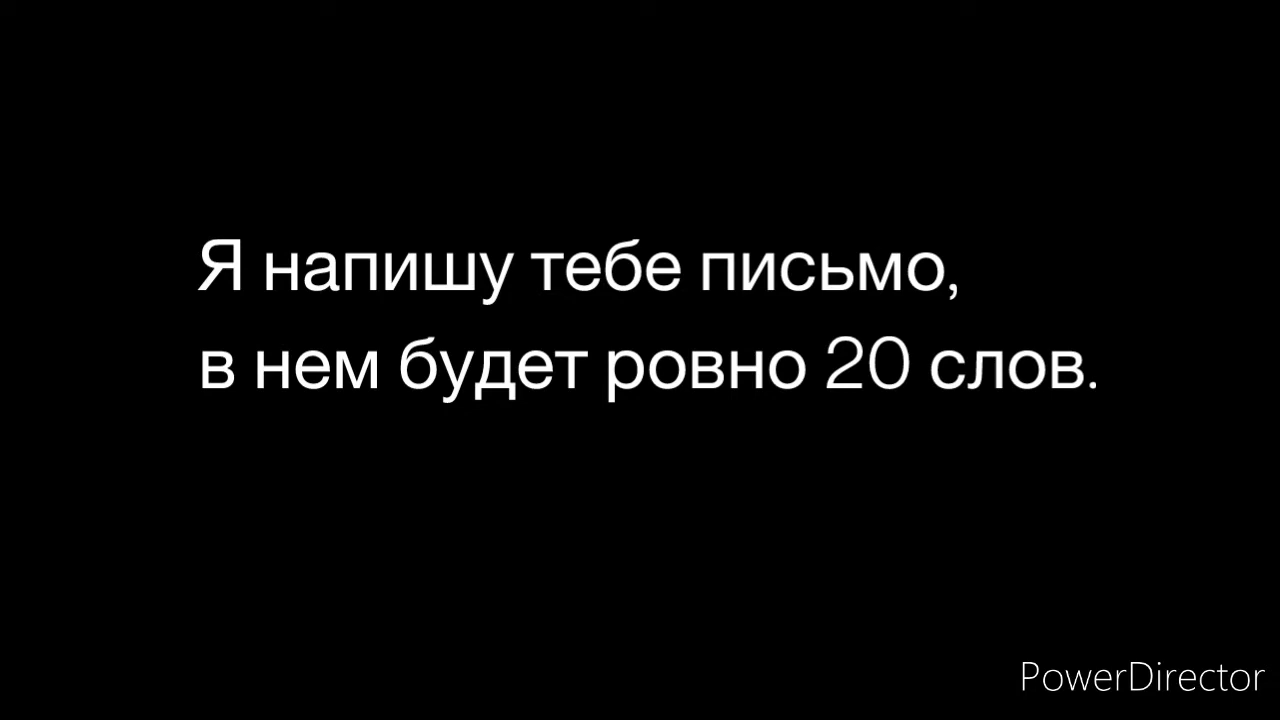 Я напишу тебе письмо,
в нем будет ровно 20 слов.
PowerDirector